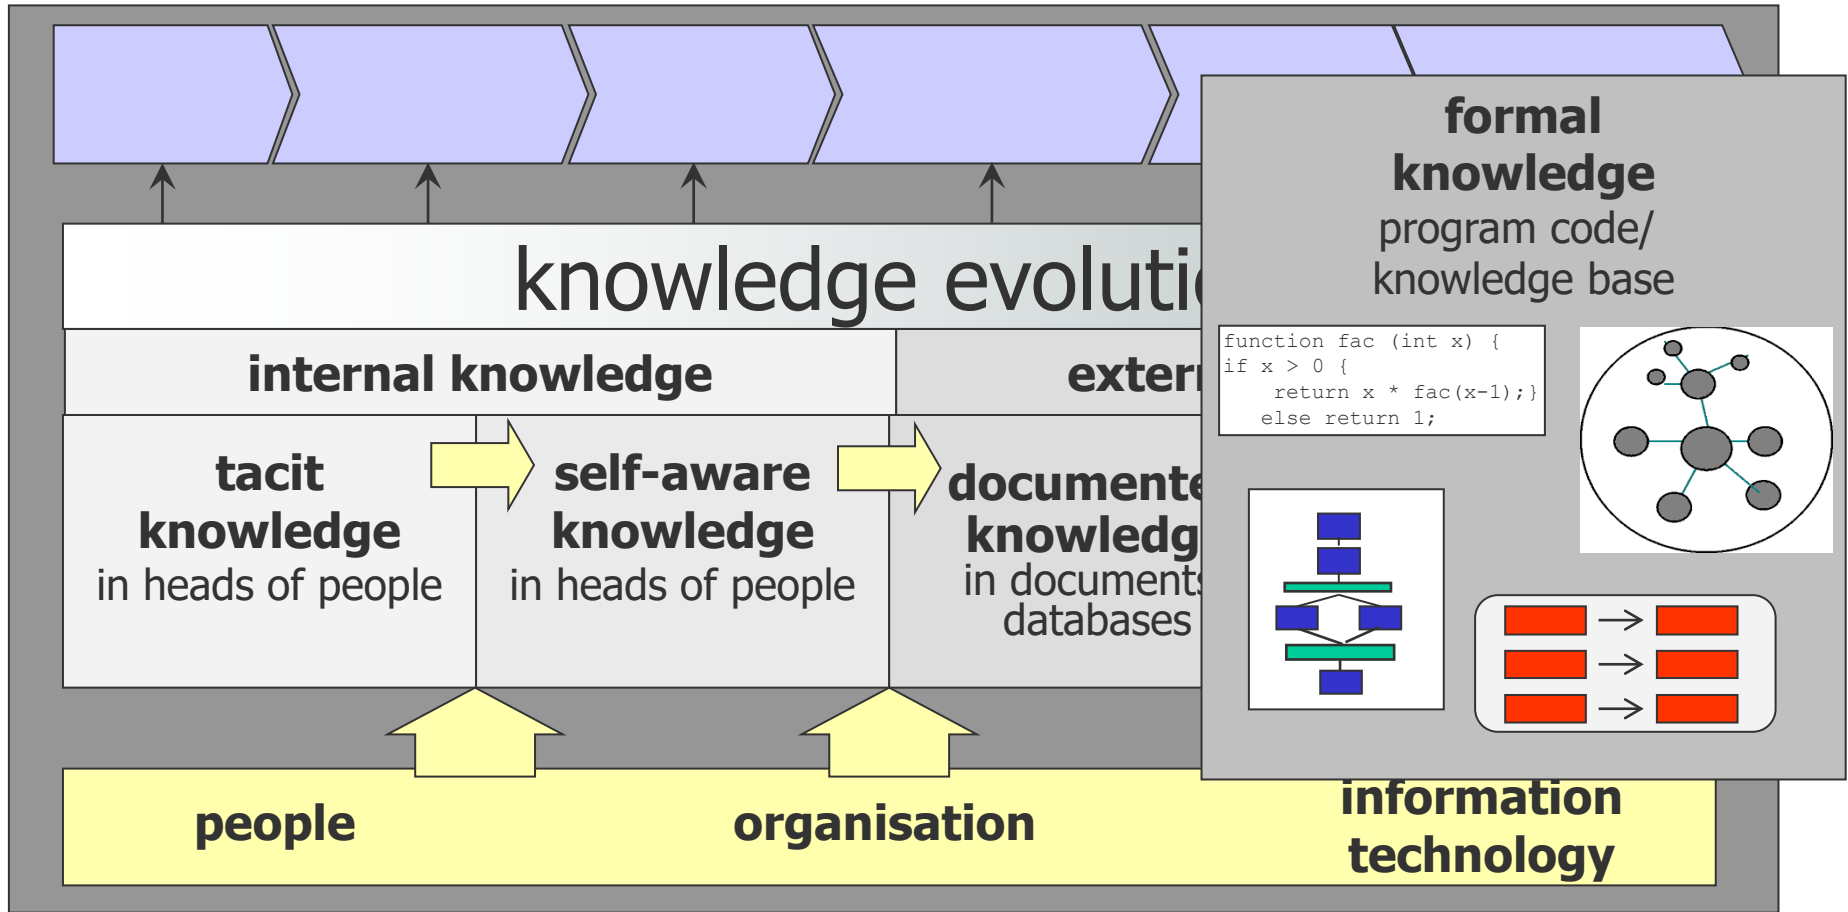 formal
knowledge
program code/
knowledge base
knowledge evoluti
internal knowledge
extern
function fac (int x) {
if x > 0 {
return x * fac(x-1);}
else return 1;
tacit
knowledge
in heads of people
self-aware
knowledge
in heads of people
documente
knowledg
in documents
databases
people
organisation
information
technology